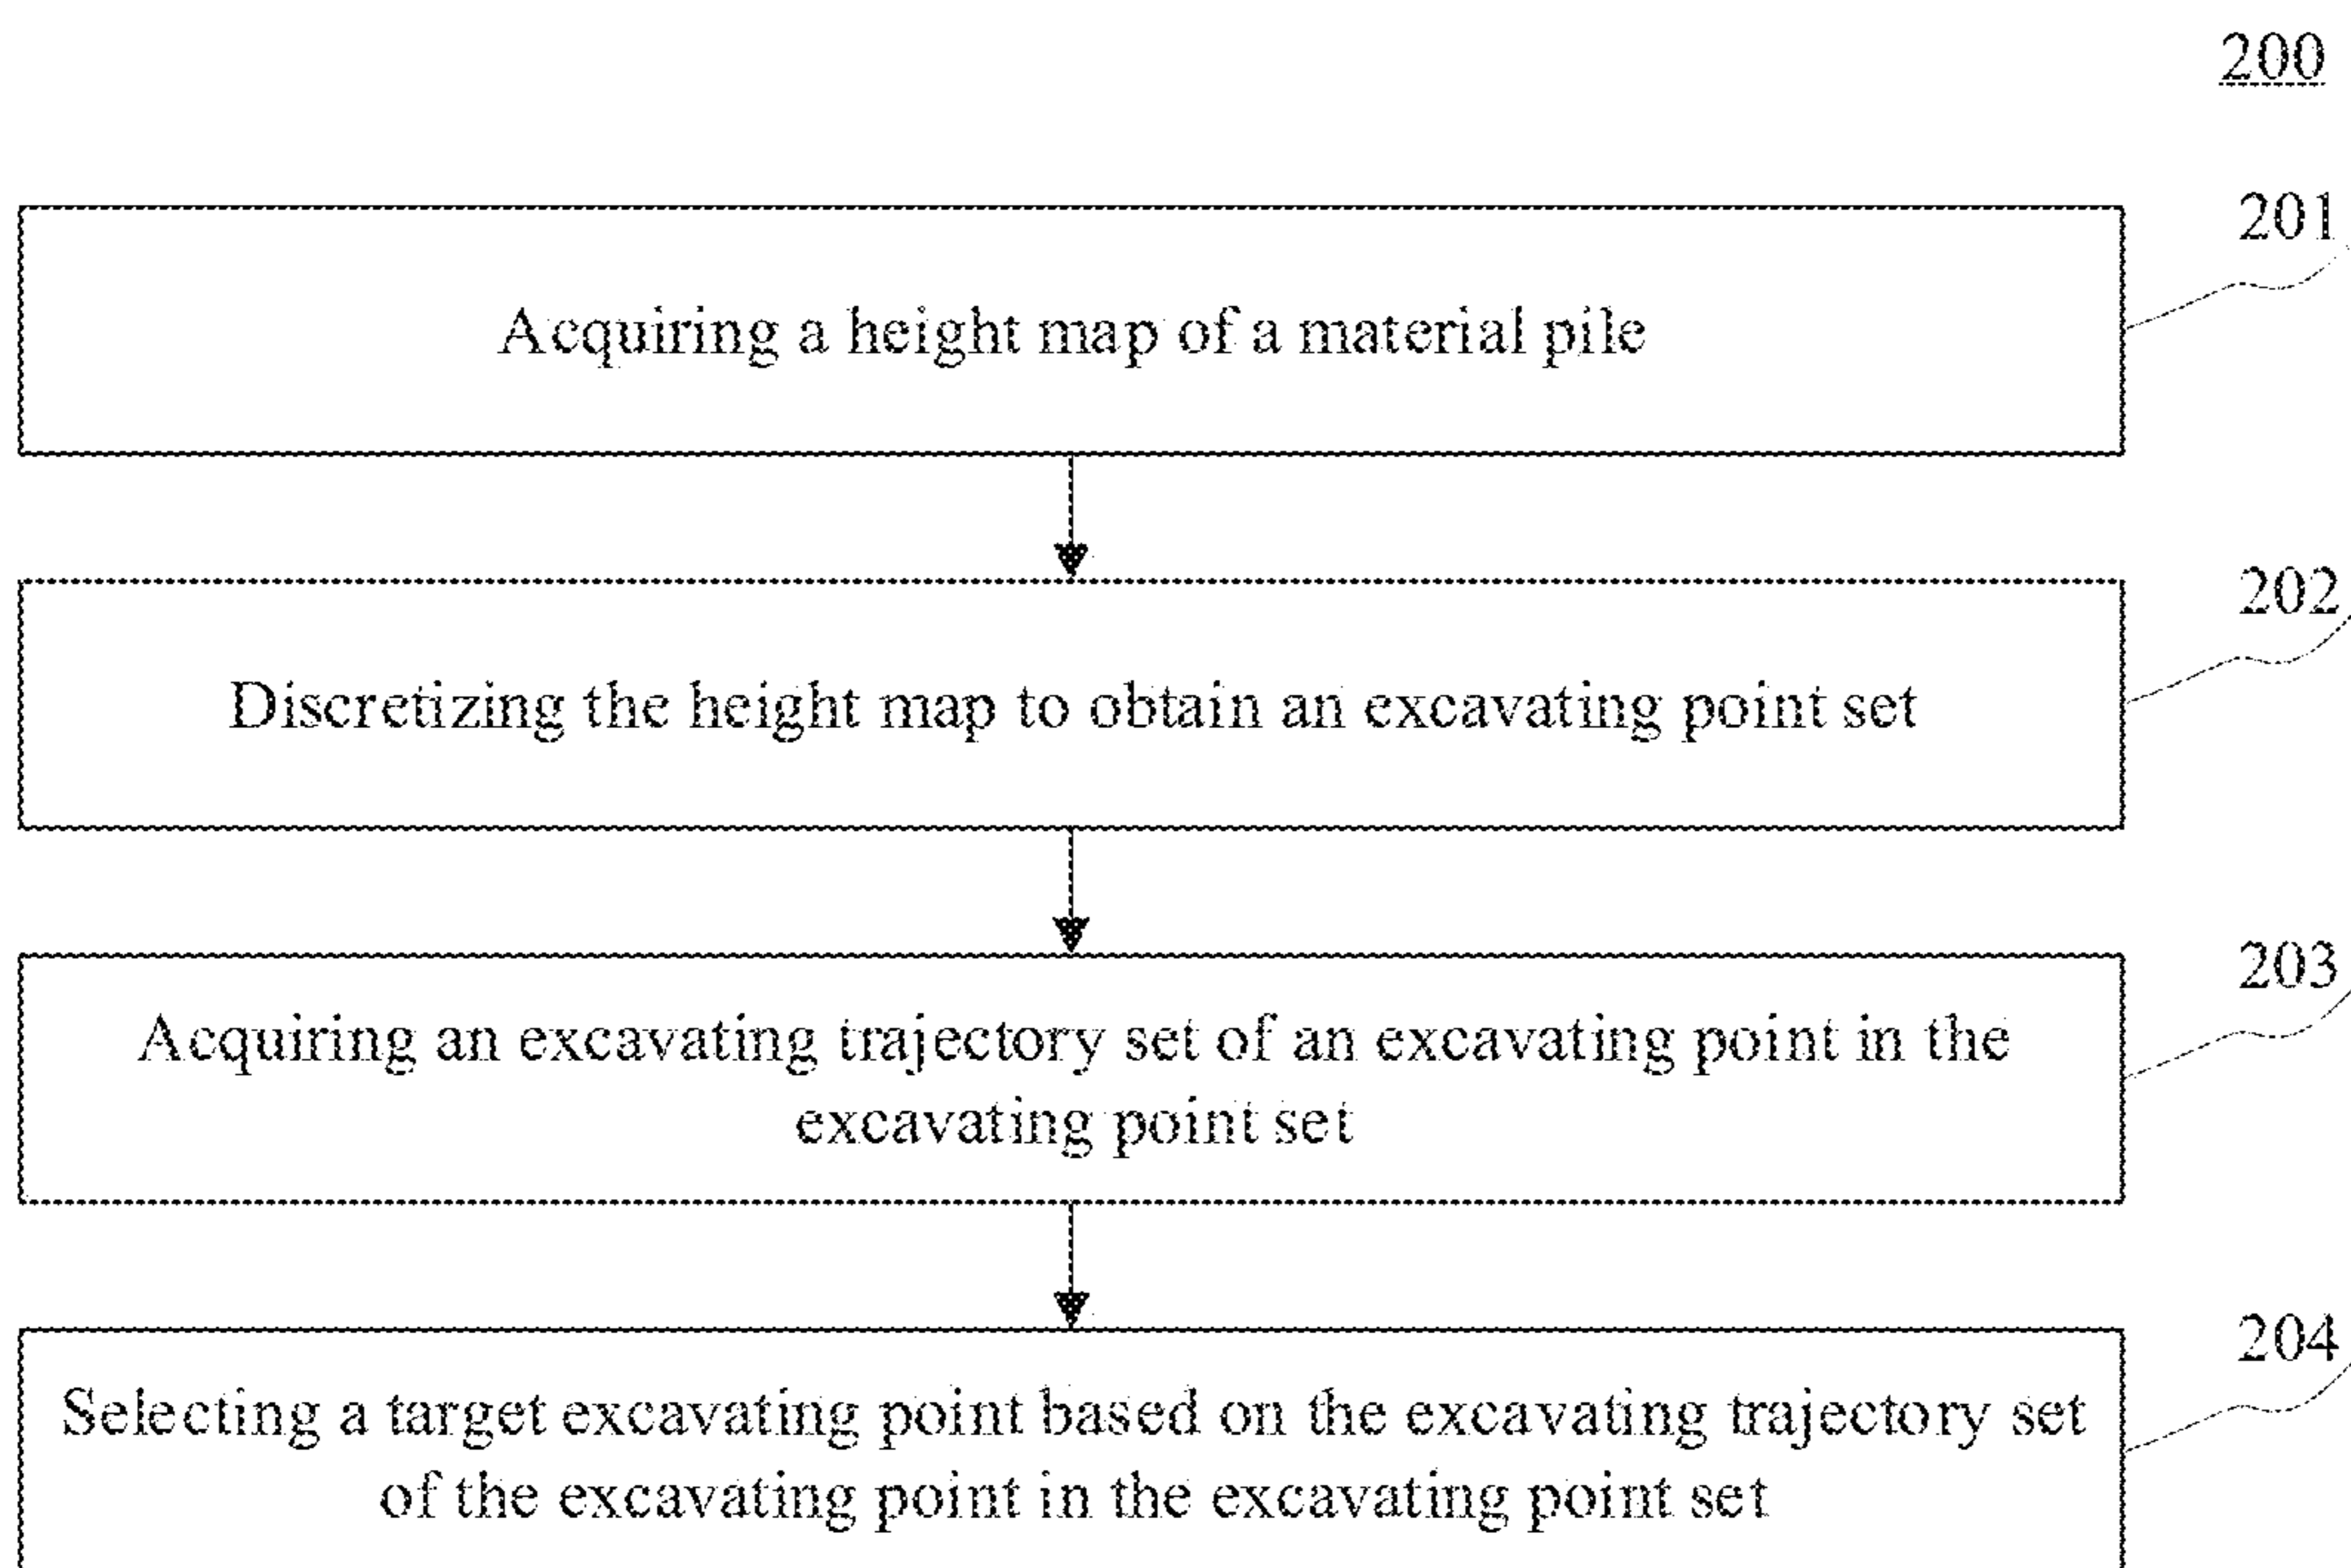 200
201
Acquiring a height map of a material pile
202
Discretizing the height map to obtain an excavating point set
203
Acquiring an excavating trajectory set of an excavating point in the
excavating point set
204
Selecting a target excavating point based on the excavating trajectory set
of the excavating point in the excavating point set